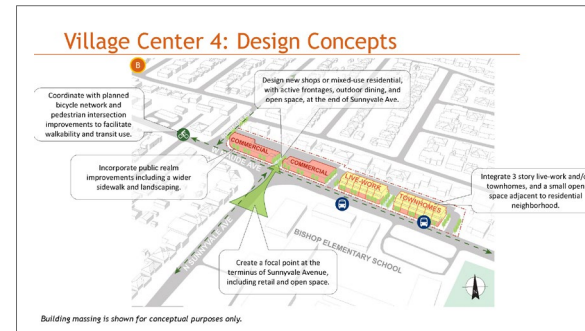 Village Center 4: Design Concepts
B
Design new shops or mixed-use residential,
with active frontages, outdoor dining, and
open space, at the end of Sunnyvale Ave.
Coordinate with planned
bicycle network and
pedestrian intersection
improvements to facilitate
walkability and transit use.
COMMERCIAL
COMMERCIAL
LIVE-WORK
TOWNHOMES
Incorporate public realm
improvements including a wider
sidewalk and landscaping.
Integrate 3 story live-work and/o
townhomes, and a small open
space adjacent to residential
neighborhood.
N SUNNYVALE AVE
BISHOP ELEMENTARY SCHOOL
Create a focal point at the
terminus of Sunnyvale Avenue,
including retail and open space.
Building massing is shown for conceptual purposes only.